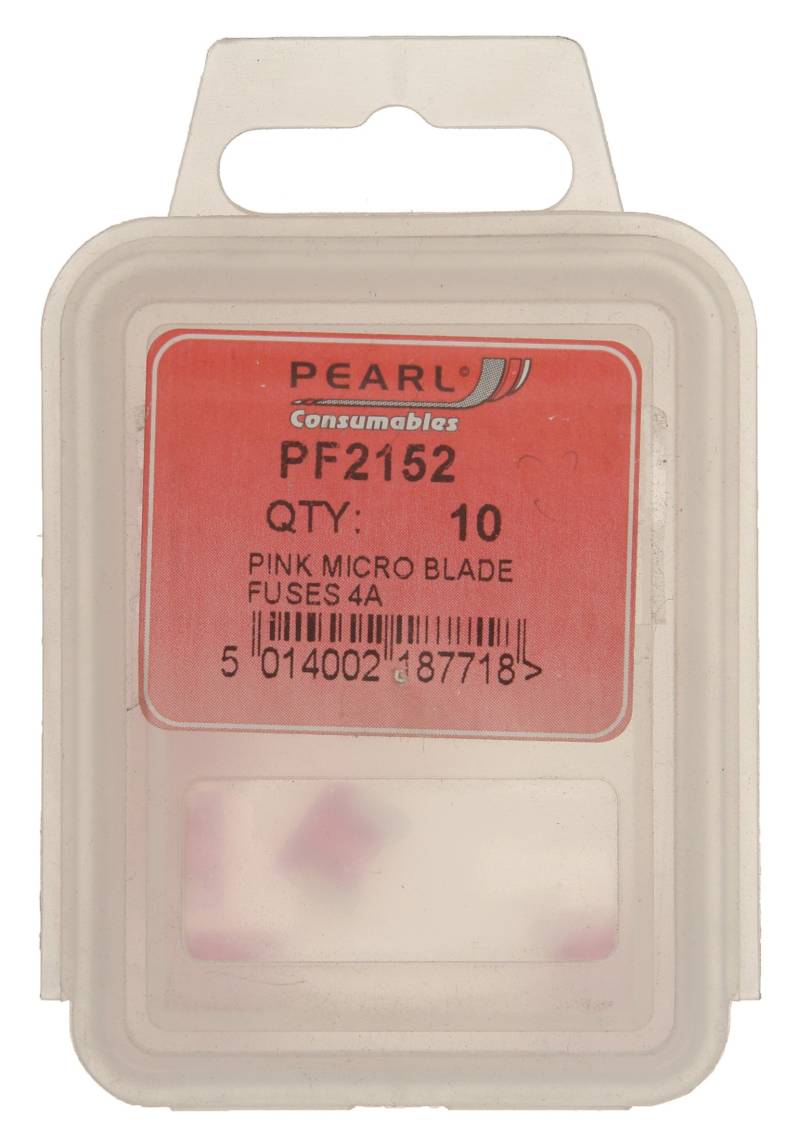 PEARL©
Consumables
PF2152
QTY: 10
PINK MICRO BLADE
FUSES 4A
5 014002 187718 >